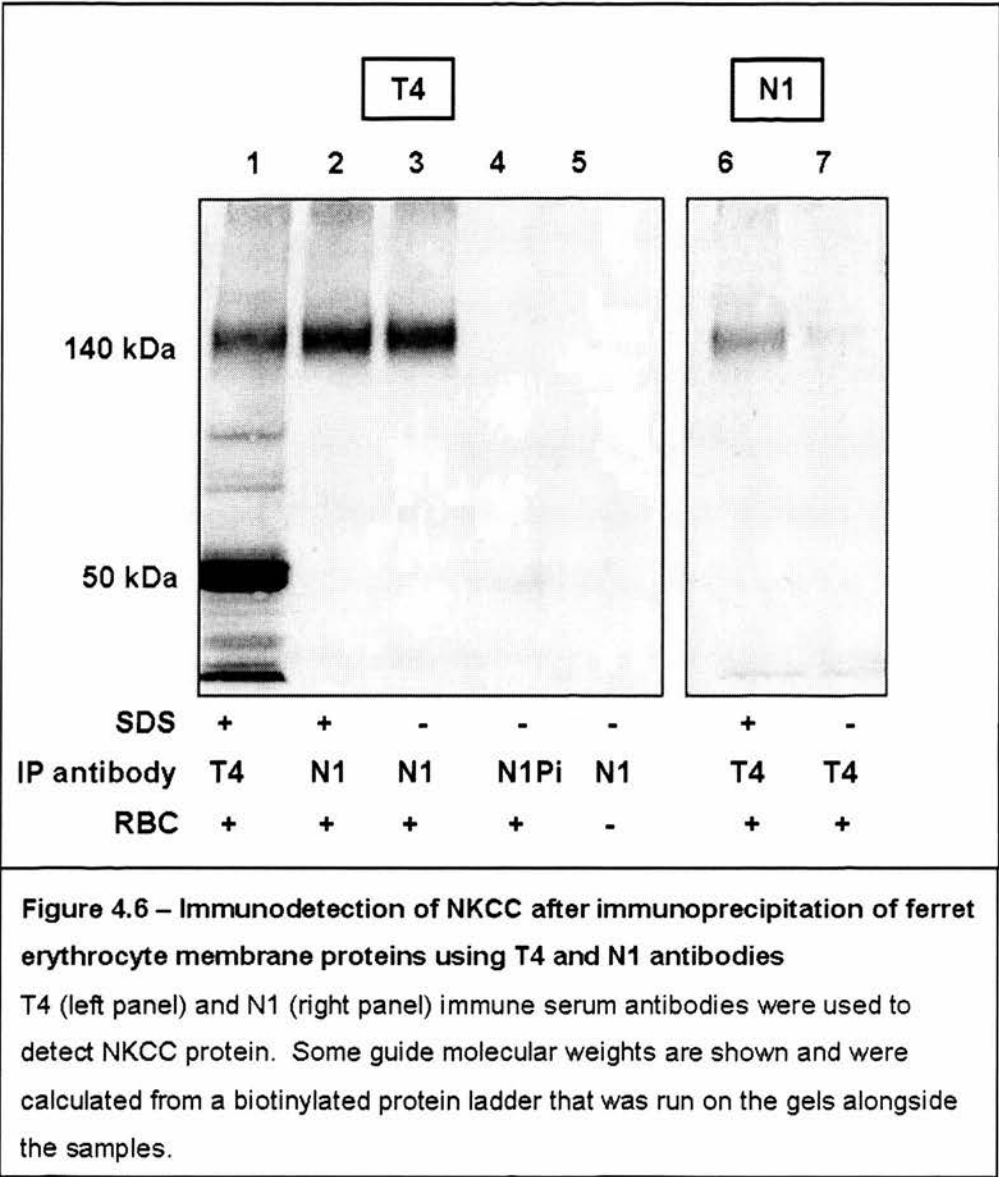 T4 N1
1 2 3 4 5 6 7
140 kDa
50 kDa
SDS + + - - - + -
IP antibody T4 N1 N1 N1Pi N1 T4 T4
RBC + + + + - + +
Figure 4.6 – Immunodetection of NKCC after immunoprecipitation of ferret
erythrocyte membrane proteins using T4 and N1 antibodies
T4 (left panel) and N1 (right panel) immune serum antibodies were used to
detect NKCC protein. Some guide molecular weights are shown and were
calculated from a biotinylated protein ladder that was run on the gels alongside
the samples.